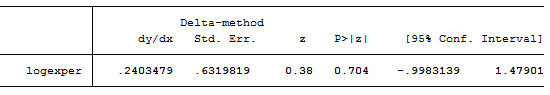 Delta-method
dy/dx Std. Err. z P>|z| [95% Conf. Interval]
logexper .2403479 .6319819 0.38 0.704 -.9983139 1.47901